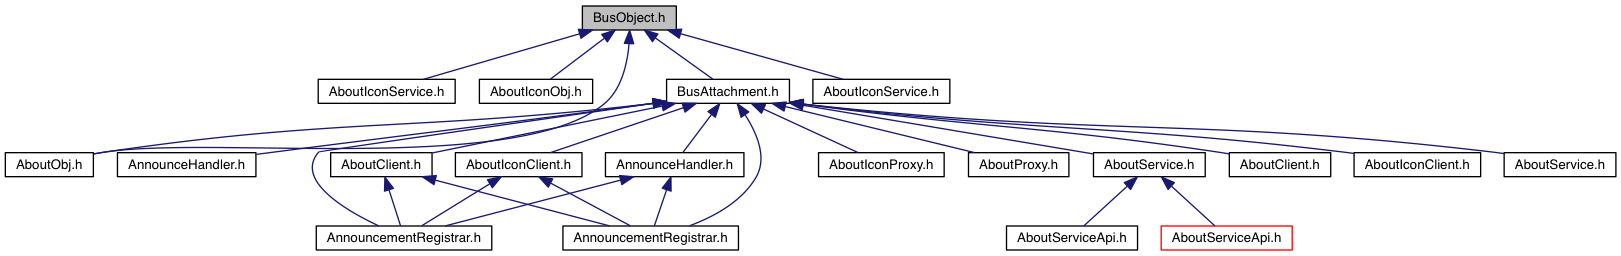 BusObject.h
AboutIconService.h
AboutIconObj.h
BusAttachment.h
AboutIconService.h
AboutObj.h
AnnounceHandler.h
AboutClient.h
AboutIconClient.h
AnnounceHandler.h
AboutIconProxy.h
AboutProxy.h
AboutService.h
AboutClient.h
AboutIconClient.h
AboutService.h
AnnouncementRegistrar.h
AnnouncementRegistrar.h
AboutServiceApi.h
AboutServiceApi.h